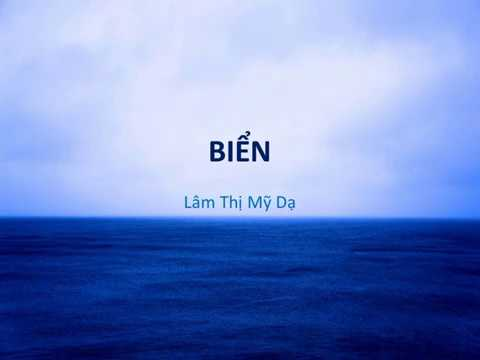 BIỂN
Lâm Thị Mỹ Dạ